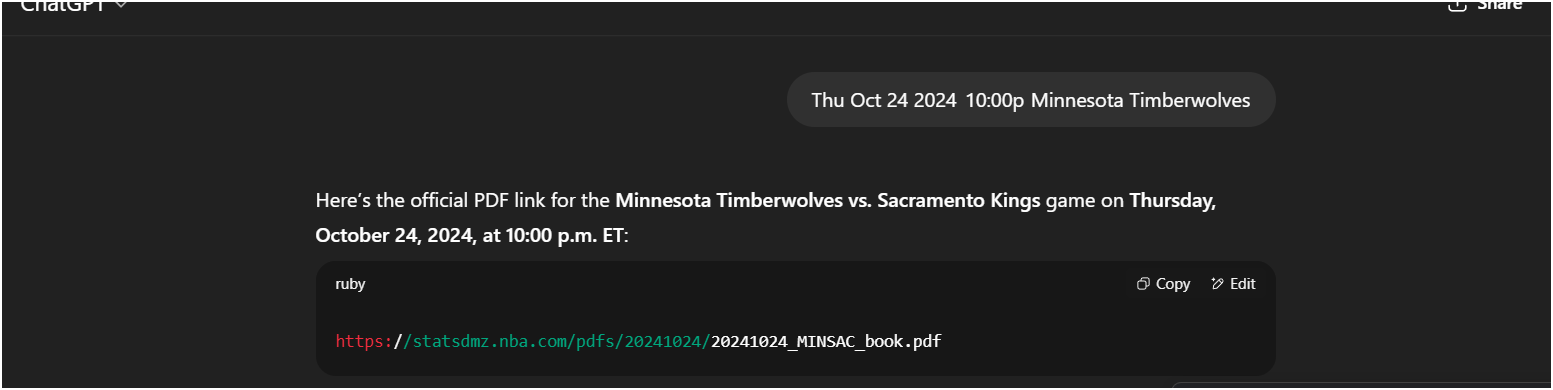 ChatGPT
Share
Thu Oct 24 2024 10:00p Minnesota Timberwolves
Here's the official PDF link for the Minnesota Timberwolves vs. Sacramento Kings game on Thursday,
October 24, 2024, at 10:00 p.m. ET:
ruby
Copy
Edit
https://statsdmz.nba.com/pdfs/20241024/20241024_MINSAC_book.pdf